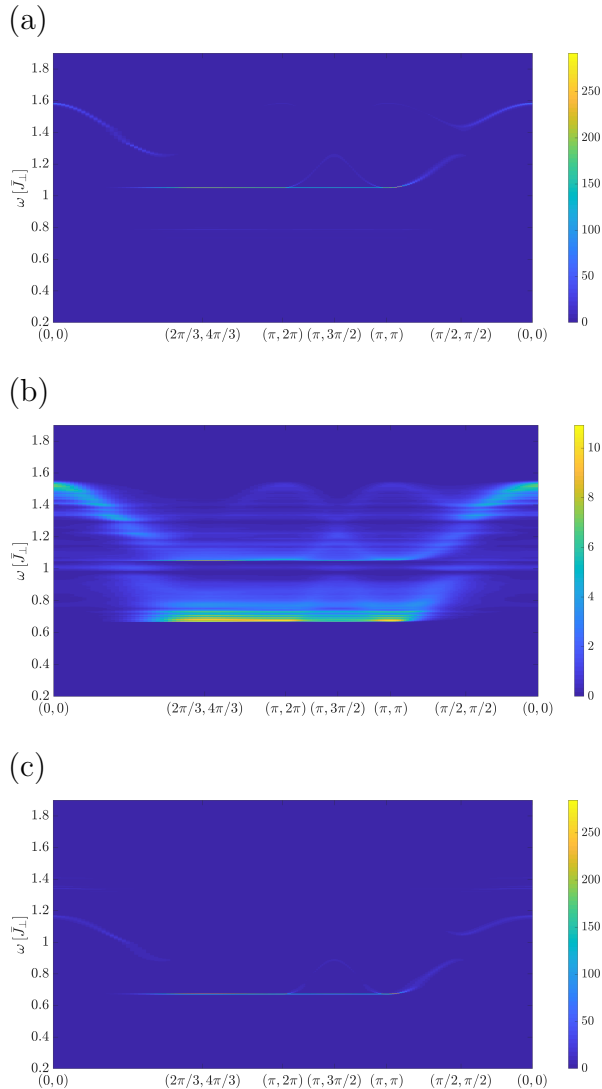 (a)
1.8
1.6
1.4
1.2
1
0.8
0.6
0.4
0.2
ω [J̄⊥]
(0, 0)
(2π/3, 4π/3)
(π, 2π)
(π, 3π/2)
(π, π)
(π/2, π/2)
(0, 0)
250
200
150
100
50
0
(b)
1.8
1.6
1.4
1.2
1
0.8
0.6
0.4
0.2
ω [J̄⊥]
(0, 0)
(2π/3, 4π/3)
(π, 2π)
(π, 3π/2)
(π, π)
(π/2, π/2)
(0, 0)
10
8
6
4
2
0
(c)
1.8
1.6
1.4
1.2
1
0.8
0.6
0.4
0.2
ω [J̄⊥]
(0, 0)
(2π/3, 4π/3)
(π, 2π)
(π, 3π/2)
(π, π)
(π/2, π/2)
(0, 0)
250
200
150
100
50
0